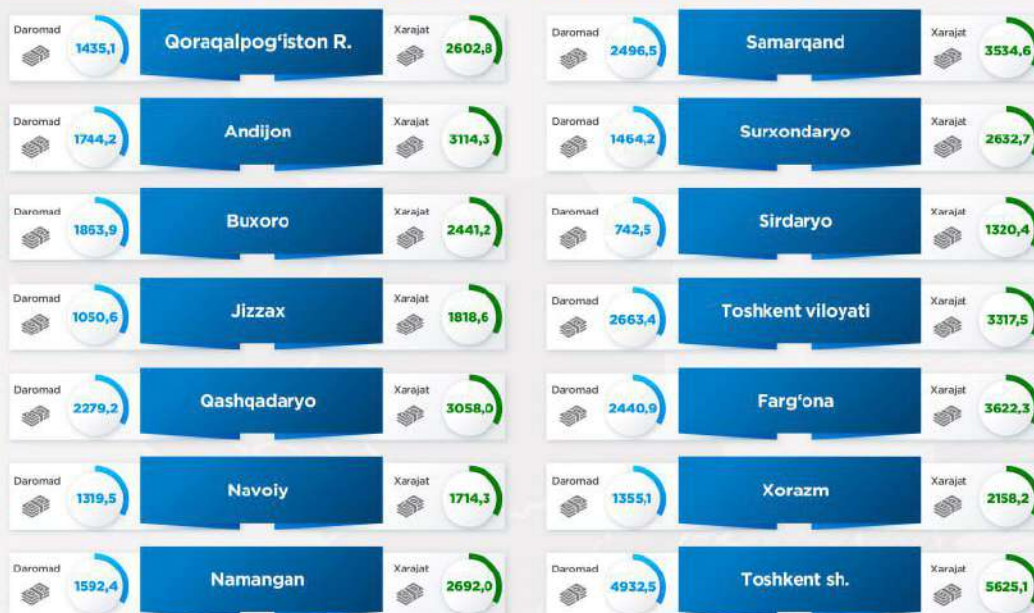 Daromad
1435,1
Qoraqalpog‘iston R.
Xarajat
2602,8
Daromad
1744,2
Andijon
Xarajat
3114,3
Daromad
1863,9
Buxoro
Xarajat
2441,2
Daromad
1050,6
Jizzax
Xarajat
1818,6
Daromad
2279,2
Qashqadaryo
Xarajat
3058,0
Daromad
1319,5
Navoiy
Xarajat
1714,3
Daromad
1592,4
Namangan
Xarajat
2692,0
Daromad
2496,5
Samarqand
Xarajat
3534,6
Daromad
1464,2
Surxondaryo
Xarajat
2632,7
Daromad
742,5
Sirdaryo
Xarajat
1320,4
Daromad
2663,4
Toshkent viloyati
Xarajat
3317,5
Daromad
2440,9
Farg‘ona
Xarajat
3622,3
Daromad
1355,1
Xorazm
Xarajat
2158,2
Daromad
4932,5
Toshkent sh.
Xarajat
5625,1